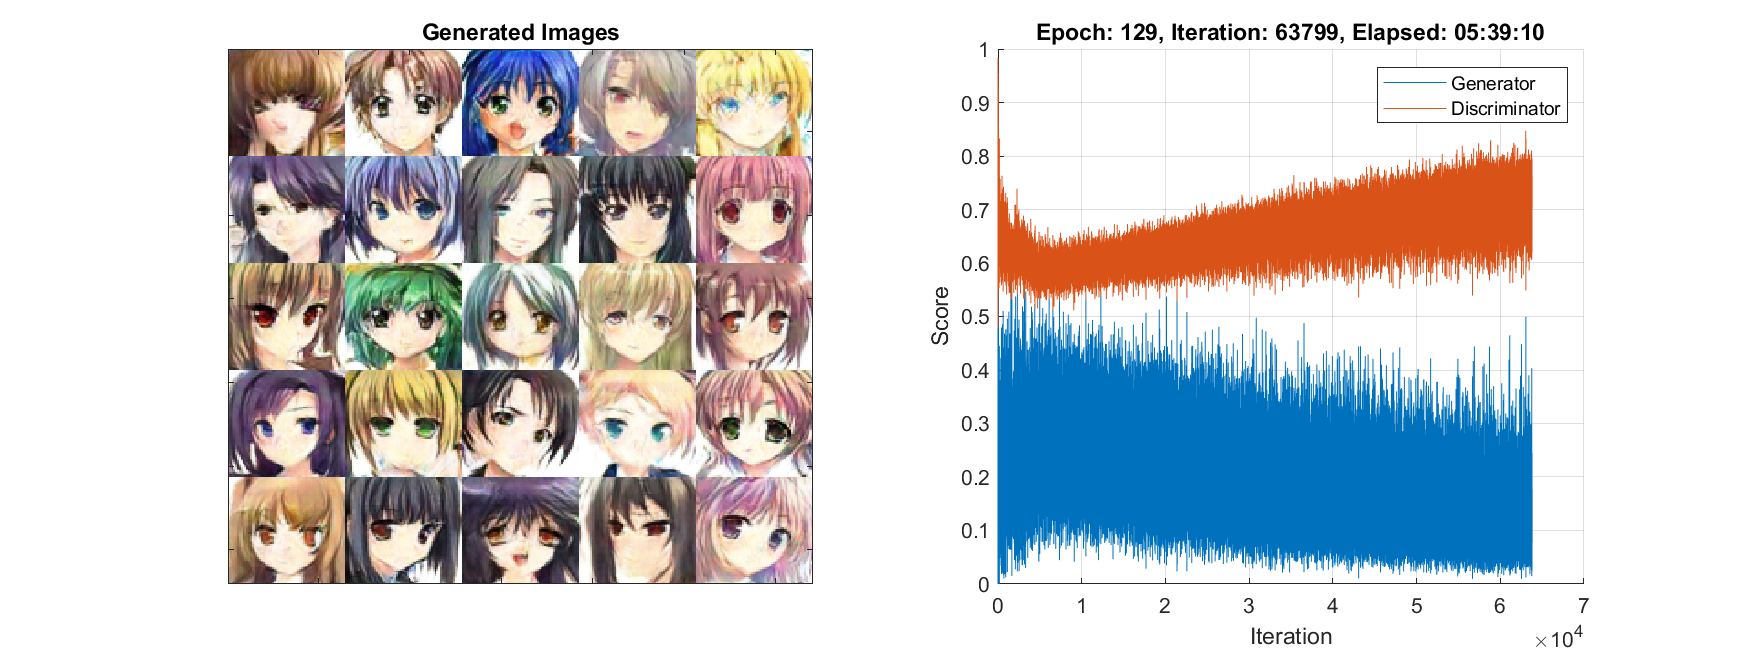 Generated Images
Epoch: 129, Iteration: 63799, Elapsed: 05:39:10
Generator
Discriminator
Score
1
0.9
0.8
0.7
0.6
0.5
0.4
0.3
0.2
0.1
0
0 1 2 3 4 5 6 7
Iteration
×10⁴